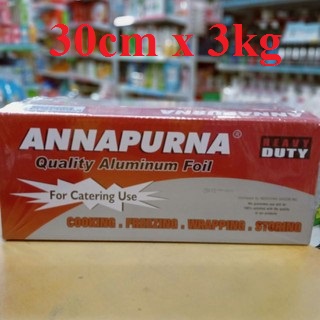 30cm x 3kg
ANNAPURNA®
HEAVY
DUTY
Quality Aluminum Foil
For Catering Use
COOKING . FREEZING . WRAPPING . STORING